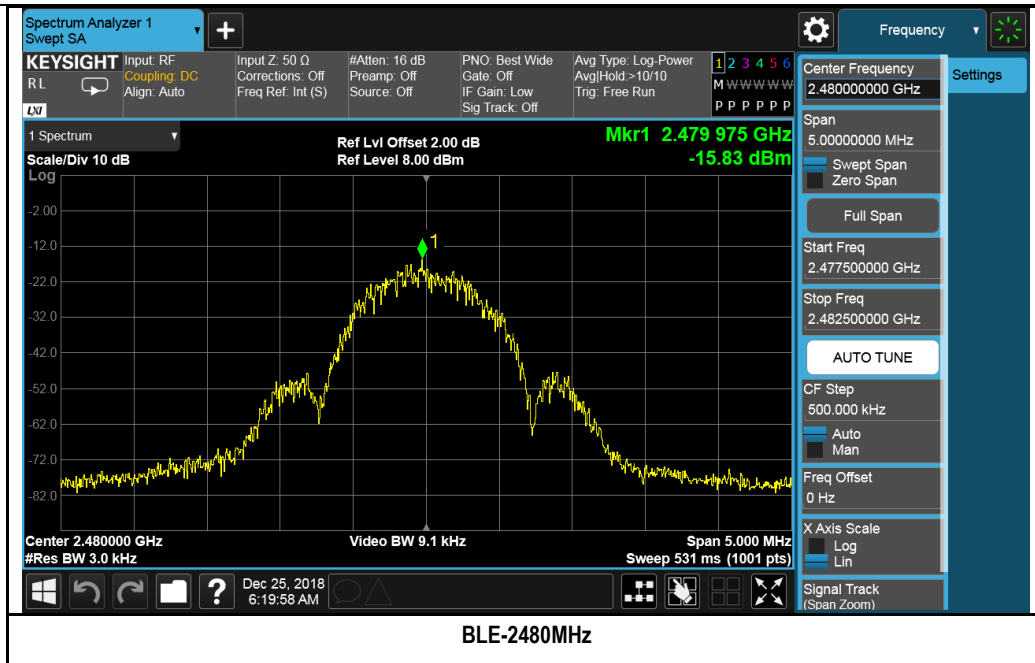 Spectrum Analyzer 1
Swept SA
+
Frequency
KEYSIGHT
RL
LXI
Input: RF
Coupling: DC
Align: Auto
Input Z: 50 Ω
Corrections: Off
Freq Ref: Int (S)
#Atten: 16 dB
Preamp: Off
Source: Off
PNO: Best Wide
Gate: Off
IF Gain: Low
Sig Track: Off
Avg Type: Log-Power
Avg|Hold:>10/10
Trig: Free Run
1 2 3 4 5 6
M W W W W W
P P P P P P
1 Spectrum
Scale/Div 10 dB
Log
Ref Lvl Offset 2.00 dB
Ref Level 8.00 dBm
Mkr1 2.479 975 GHz
-15.83 dBm
1
-2.00
-12.0
-22.0
-32.0
-42.0
-52.0
-62.0
-72.0
-82.0
Center 2.480000 GHz
#Res BW 3.0 kHz
Video BW 9.1 kHz
Span 5.000 MHz
Sweep 531 ms (1001 pts)
?
Dec 25, 2018
6:19:58 AM
Center Frequency
2.480000000 GHz
Settings
Span
5.00000000 MHz
Swept Span
Zero Span
Full Span
Start Freq
2.477500000 GHz
Stop Freq
2.482500000 GHz
AUTO TUNE
CF Step
500.000 kHz
Auto
Man
Freq Offset
0 Hz
X Axis Scale
Log
Lin
Signal Track
(Span Zoom)
BLE-2480MHz